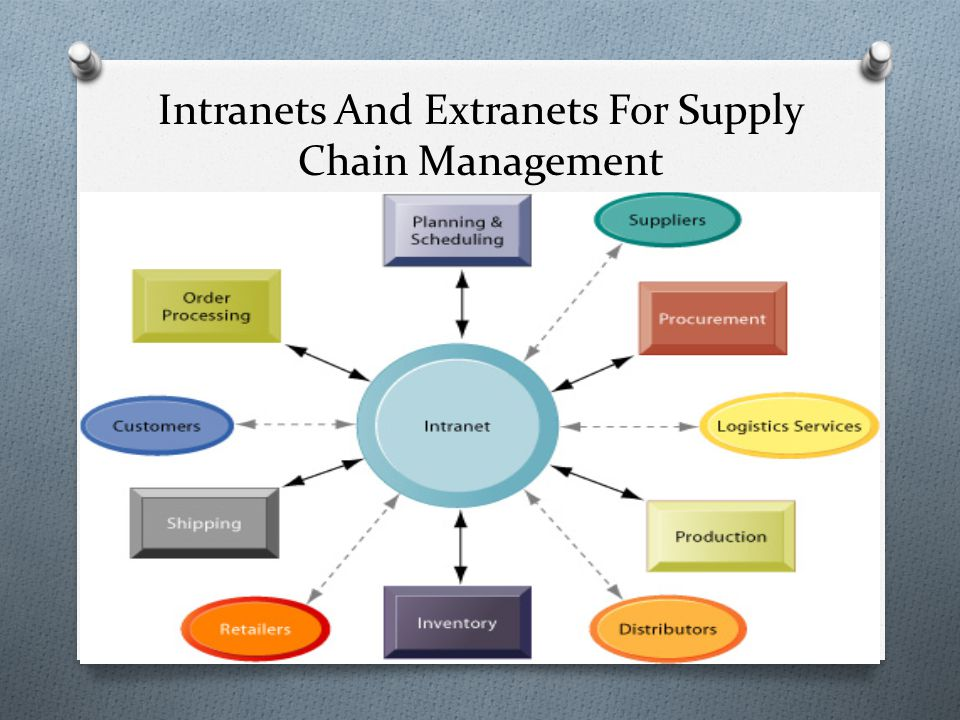 Intranets And Extranets For Supply
Chain Management
Planning &
Scheduling
Suppliers
Order
Processing
Procurement
Customers
Intranet
Logistics Services
Shipping
Production
Retailers
Inventory
Distributors